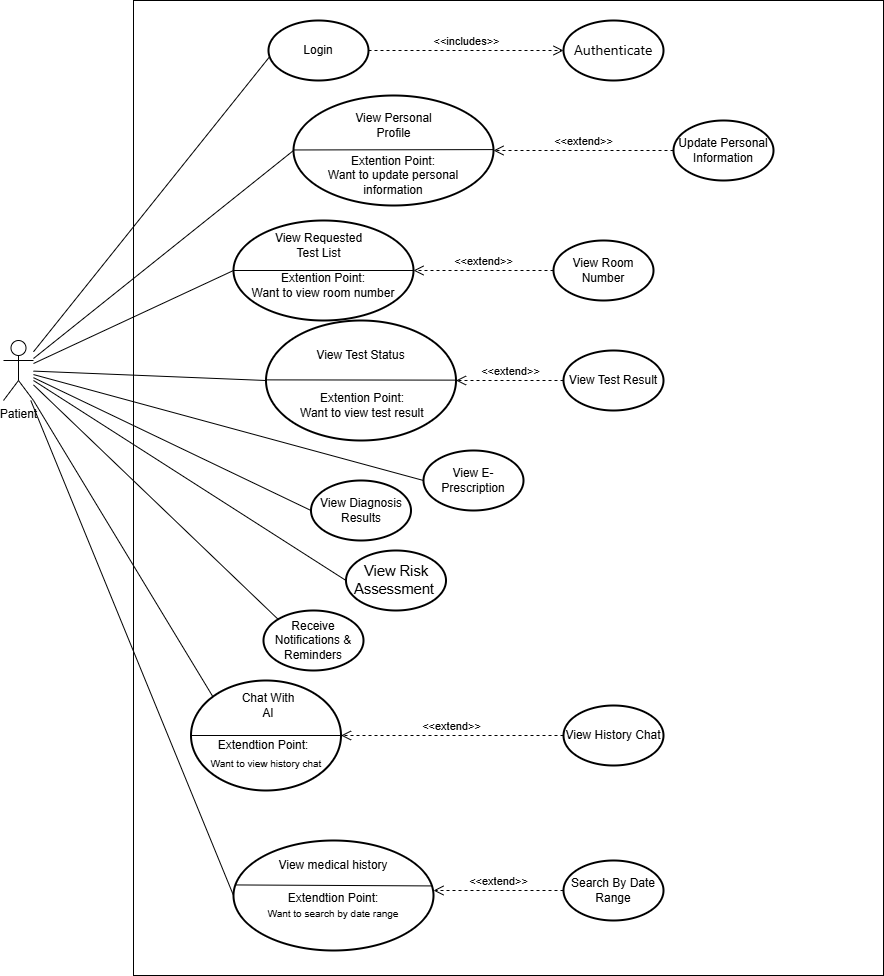 Login
<<includes>>
Authenticate
View Personal
Profile
Extention Point:
Want to update personal
information
<<extend>>
Update Personal
Information
View Requested
Test List
Extention Point:
Want to view room number
<<extend>>
View Room
Number
View Test Status
Extention Point:
Want to view test result
<<extend>>
View Test Result
Patient
View E-
Prescription
View Diagnosis
Results
View Risk
Assessment
Receive
Notifications &
Reminders
Chat With
AI
Extendtion Point:
Want to view history chat
<<extend>>
View History Chat
View medical history
Extendtion Point:
Want to search by date range
<<extend>>
Search By Date
Range